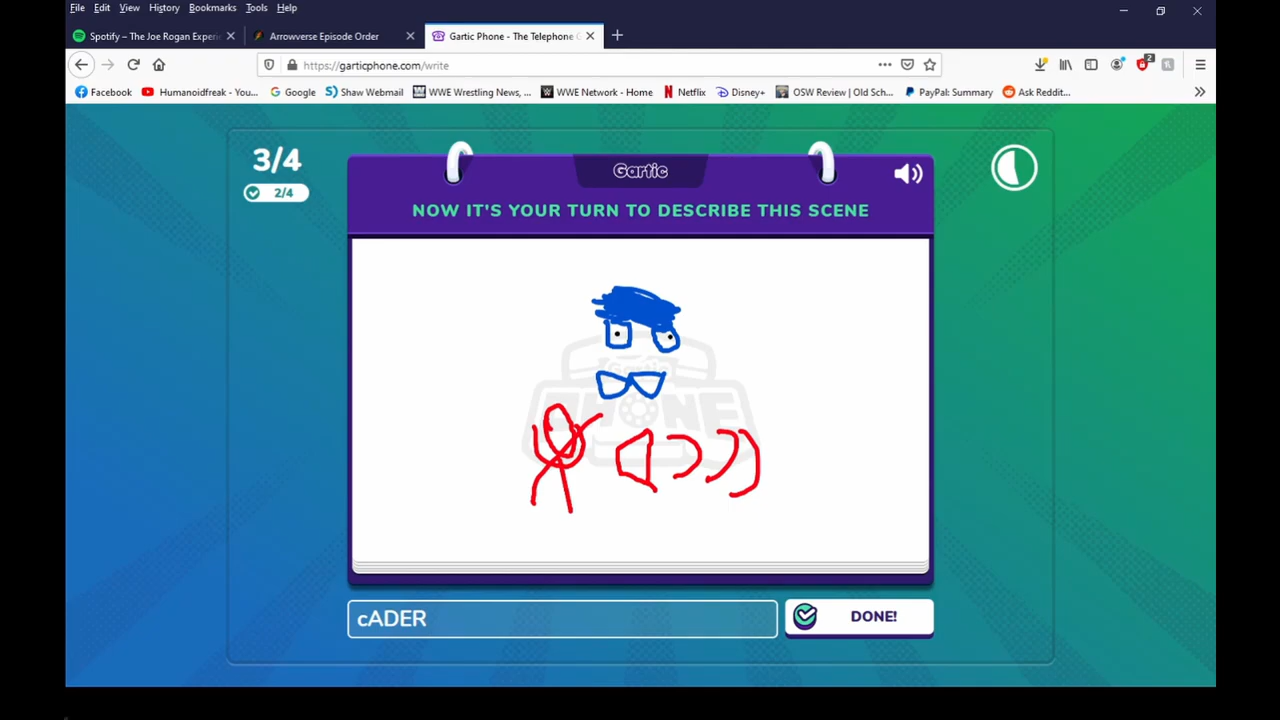 File Edit View History Bookmarks Tools Help
Spotify – The Joe Rogan Experi
Arrowverse Episode Order
Gartic Phone - The Telephone G
https://garticphone.com/write
2
Facebook
Humanoidfreak - You...
Google
Shaw Webmail
WWE Wrestling News, ...
WWE Network - Home
Netflix
Disney+
OSW Review | Old Sch...
PayPal: Summary
Ask Reddit...
3/4
2/4
Gartic
NOW IT'S YOUR TURN TO DESCRIBE THIS SCENE
Gartic
PHONE
cADER
DONE!